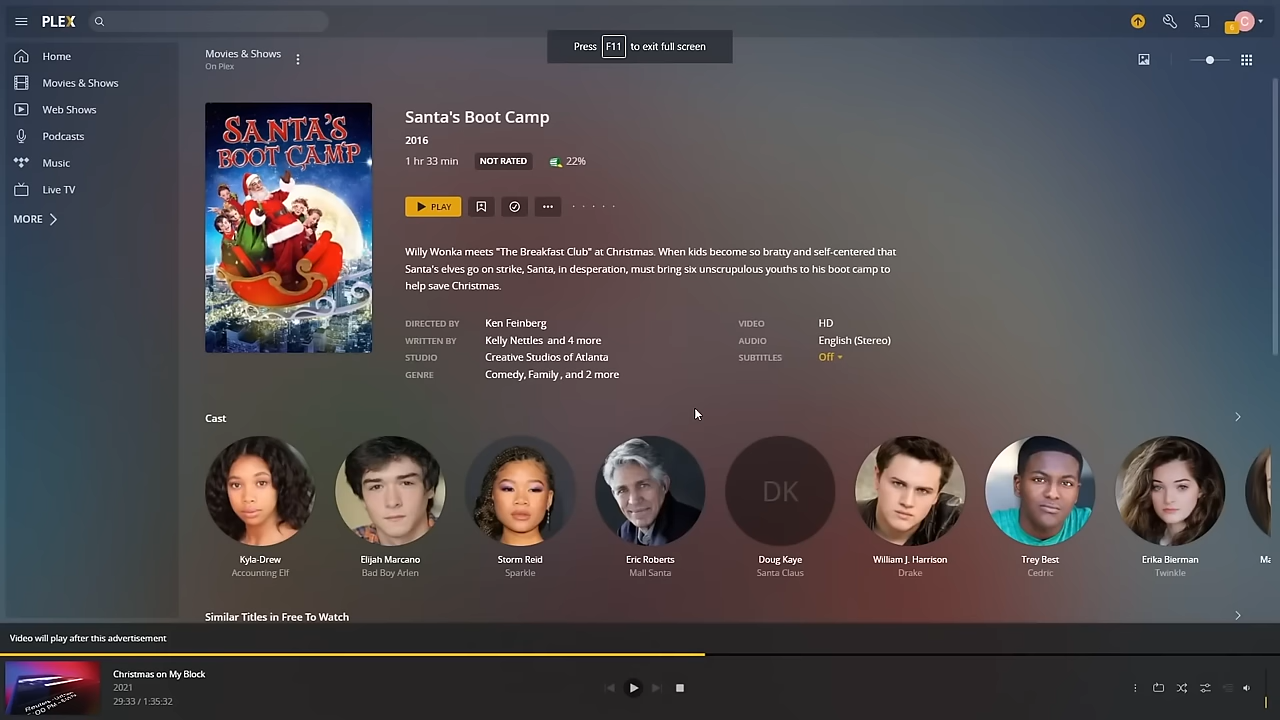 PLEX
C
6
Press F11 to exit full screen
Home
Movies & Shows
Web Shows
Podcasts
Music
Live TV
MORE
Movies & Shows
On Plex
SANTA'S
BOOT CAMP
Santa's Boot Camp
2016
1 hr 33 min NOT RATED 22%
PLAY
Willy Wonka meets "The Breakfast Club" at Christmas. When kids become so bratty and self-centered that
Santa's elves go on strike, Santa, in desperation, must bring six unscrupulous youths to his boot camp to
help save Christmas.
DIRECTED BY Ken Feinberg
WRITTEN BY Kelly Nettles and 4 more
STUDIO Creative Studios of Atlanta
GENRE Comedy, Family, and 2 more
VIDEO HD
AUDIO English (Stereo)
SUBTITLES Off
Cast
DK
Kyla-Drew Elijah Marcano Storm Reid Eric Roberts Doug Kaye William J. Harrison Trey Best Erika Bierman Ma
Accounting Elf Bad Boy Arlen Sparkle Mall Santa Santa Claus Drake Cedric Twinkle
Similar Titles in Free To Watch
Video will play after this advertisement
Christmas on My Block
2021
29:33 / 1:35:32